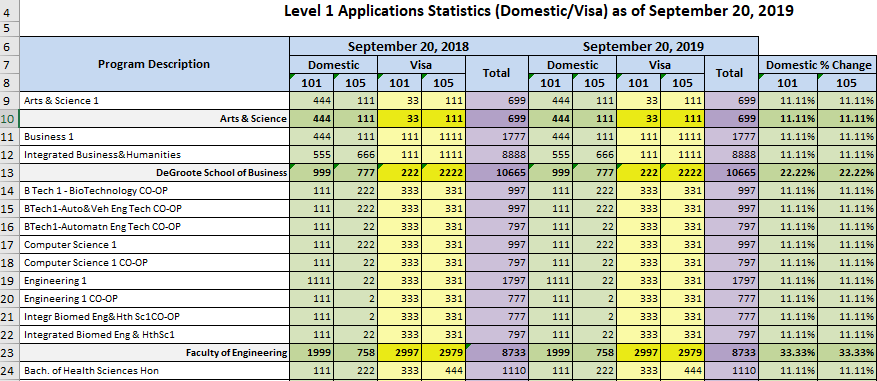 Level 1 Applications Statistics (Domestic/Visa) as of September 20, 2019
4
5
6 Program Description September 20, 2018 September 20, 2019
7 Domestic Visa Total Domestic Visa Total Domestic % Change
8 101 105 101 105 101 105 101 105 101 105
9 Arts & Science 1 444 111 33 111 699 444 111 33 111 699 11.11% 11.11%
10 Arts & Science 444 111 33 111 699 444 111 33 111 699 11.11% 11.11%
11 Business 1 444 111 111 1111 1777 444 111 111 1111 1777 11.11% 11.11%
12 Integrated Business&Humanities 555 666 111 1111 8888 555 666 111 1111 8888 11.11% 11.11%
13 DeGroote School of Business 999 777 222 2222 10665 999 777 222 2222 10665 22.22% 22.22%
14 B Tech 1 - BioTechnology CO-OP 111 222 333 331 997 111 222 333 331 997 11.11% 11.11%
15 BTech1-Auto&Veh Eng Tech CO-OP 111 222 333 331 997 111 222 333 331 997 11.11% 11.11%
16 BTech1-Automatn Eng Tech CO-OP 111 22 333 331 797 111 22 333 331 797 11.11% 11.11%
17 Computer Science 1 111 222 333 331 997 111 222 333 331 997 11.11% 11.11%
18 Computer Science 1 CO-OP 111 22 333 331 797 111 22 333 331 797 11.11% 11.11%
19 Engineering 1 1111 22 333 331 1797 1111 22 333 331 1797 11.11% 11.11%
20 Engineering 1 CO-OP 111 2 333 331 777 111 2 333 331 777 11.11% 11.11%
21 Integr Biomed Eng&Hth Sc1CO-OP 111 2 333 331 777 111 2 333 331 777 11.11% 11.11%
22 Integrated Biomed Eng & HthSc1 111 22 333 331 797 111 22 333 331 797 11.11% 11.11%
23 Faculty of Engineering 1999 758 2997 2979 8733 1999 758 2997 2979 8733 33.33% 33.33%
24 Bach. of Health Sciences Hon 111 222 333 444 1110 111 222 333 444 1110 11.11% 11.11%